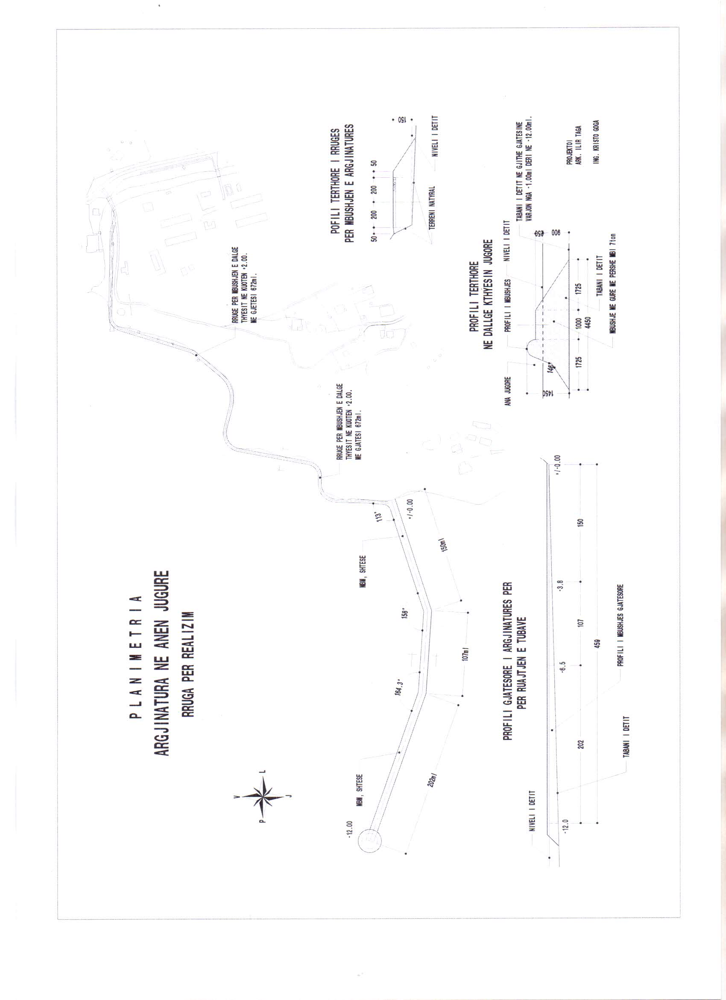 P L A N I M E T R I A
ARGJINATURA NE ANEN JUGURE
RRUGA PER REALIZIM
V
P
L
J
RRUGE PER MBUSHJEN E DALGE
THYESIT NE KUOTEN +2.00.
ME GJETESI 672ml.
RRUGE PER MBUSHJEN E DALGE
THYESIT NE KUOTEN +2.00.
ME GJATESI 672ml.
-12.00
MBM, SHTESE
MBM, SHTESE
164.3°
158°
113°
+/-0.00
202ml
107ml
150ml
POFILI TERTHORE I RRUGES
PER MBUSHJEN E ARGJINATURES
50
200
200
50
150
TERRENI NATYRAL
NIVELI I DETIT
PROFILI TERTHORE
NE DALLGE KTHYESIN JUGORE
ANA JUGORE
PROFILI I MBUSHJES
NIVELI I DETIT
TABANI I DETIT NE GJITHE GJATESINE
VARJON NGA -1.00ml DERI NE -12.00ml.
1450
146°
250
900
1725
1000
1725
4450
TABANI I DETIT
MBUSHJE ME GURE ME PERSHE MBI 7ton
PROFILI GJATESORE I ARGJINATURES PER
PER RUAJTJEN E TUBAVE
NIVELI I DETIT
-12.0
-6.5
-3.8
+/-0.00
202
107
150
459
TABANI I DETIT
PROFILI I MBUSHJES GJATESORE
PROJEKTOI
ARK. ILIR TAGA
ING. KRISTO GOGA